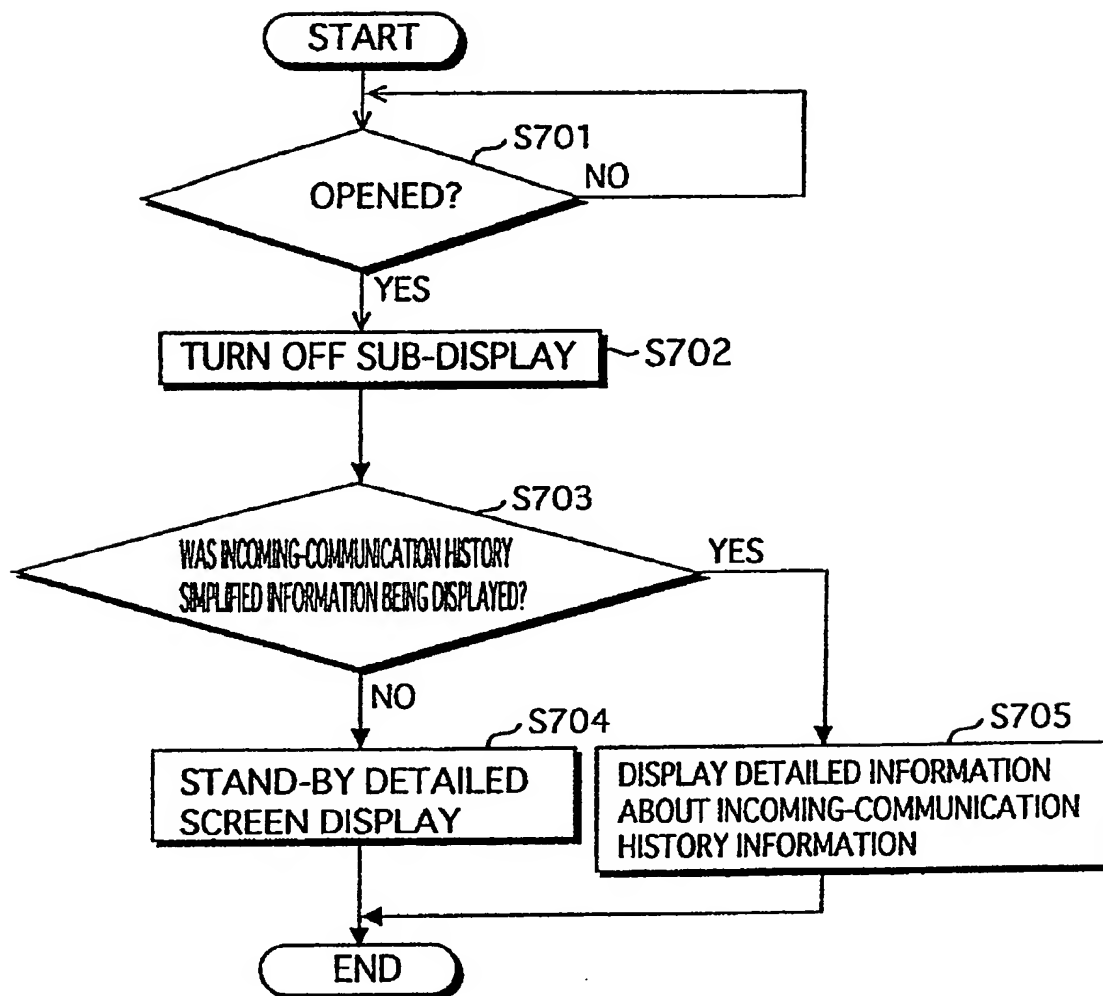 START
S701
OPENED?
NO
YES
TURN OFF SUB-DISPLAY
S702
S703
WAS INCOMING-COMMUNICATION HISTORY
SIMPLIFIED INFORMATION BEING DISPLAYED?
YES
NO
S704
STAND-BY DETAILED
SCREEN DISPLAY
S705
DISPLAY DETAILED INFORMATION
ABOUT INCOMING-COMMUNICATION
HISTORY INFORMATION
END